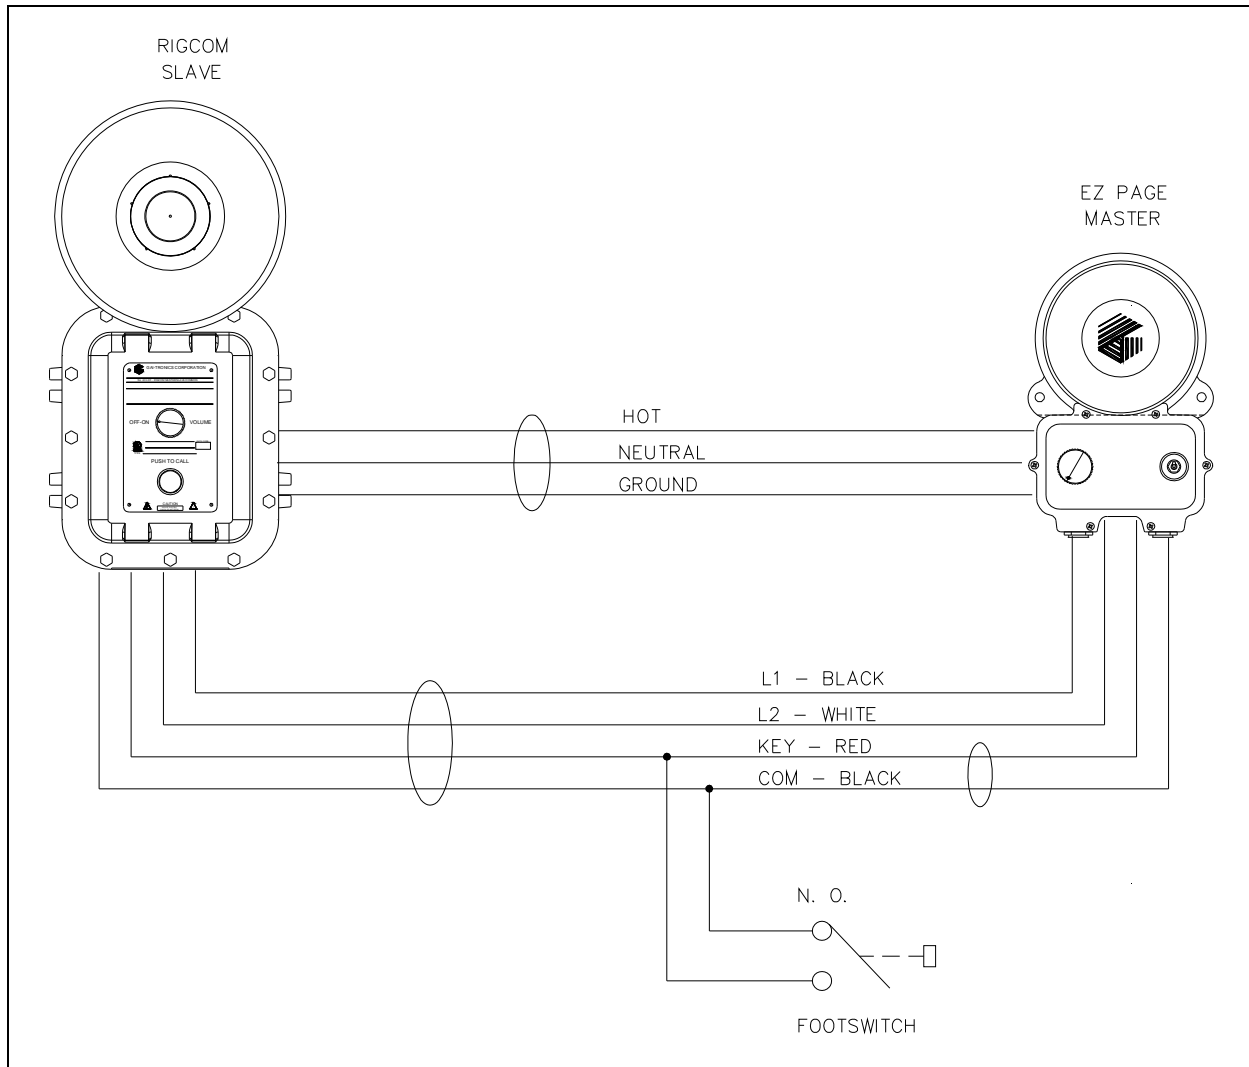 RIGCOM
SLAVE
EZ PAGE
MASTER
GAI-TRONICS CORPORATION
OFF-ON
VOLUME
PUSH TO CALL
HOT
NEUTRAL
GROUND
L1 – BLACK
L2 – WHITE
KEY – RED
COM – BLACK
N. O.
FOOTSWITCH